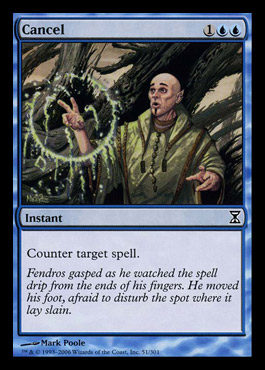 Cancel 1
Instant
Counter target spell.
Fendros gasped as he watched the spell
drip from the ends of his fingers. He moved
his foot, afraid to disturb the spot where it
lay slain.
Mark Poole
™ & © 1993–2006 Wizards of the Coast, Inc. 51/301